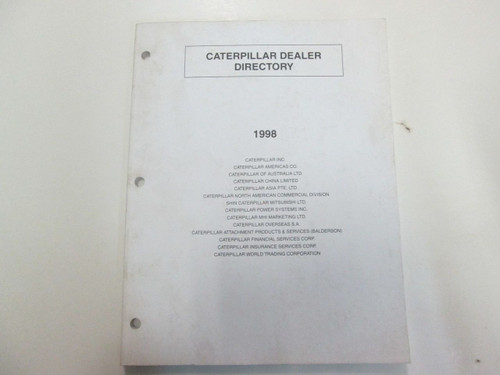 CATERPILLAR DEALER
DIRECTORY
1998
CATERPILLAR INC.
CATERPILLAR AMERICAS CO.
CATERPILLAR OF AUSTRALIA LTD.
CATERPILLAR CHINA LIMITED
CATERPILLAR ASIA PTE. LTD.
CATERPILLAR NORTH AMERICAN COMMERCIAL DIVISION
SHIN CATERPILLAR MITSUBISHI LTD.
CATERPILLAR POWER SYSTEMS INC.
CATERPILLAR MHI MARKETING LTD.
CATERPILLAR OVERSEAS S.A.
CATERPILLAR ATTACHMENT PRODUCTS & SERVICES (BALDERSON)
CATERPILLAR FINANCIAL SERVICES CORP.
CATERPILLAR INSURANCE SERVICES CORP.
CATERPILLAR WORLD TRADING CORPORATION